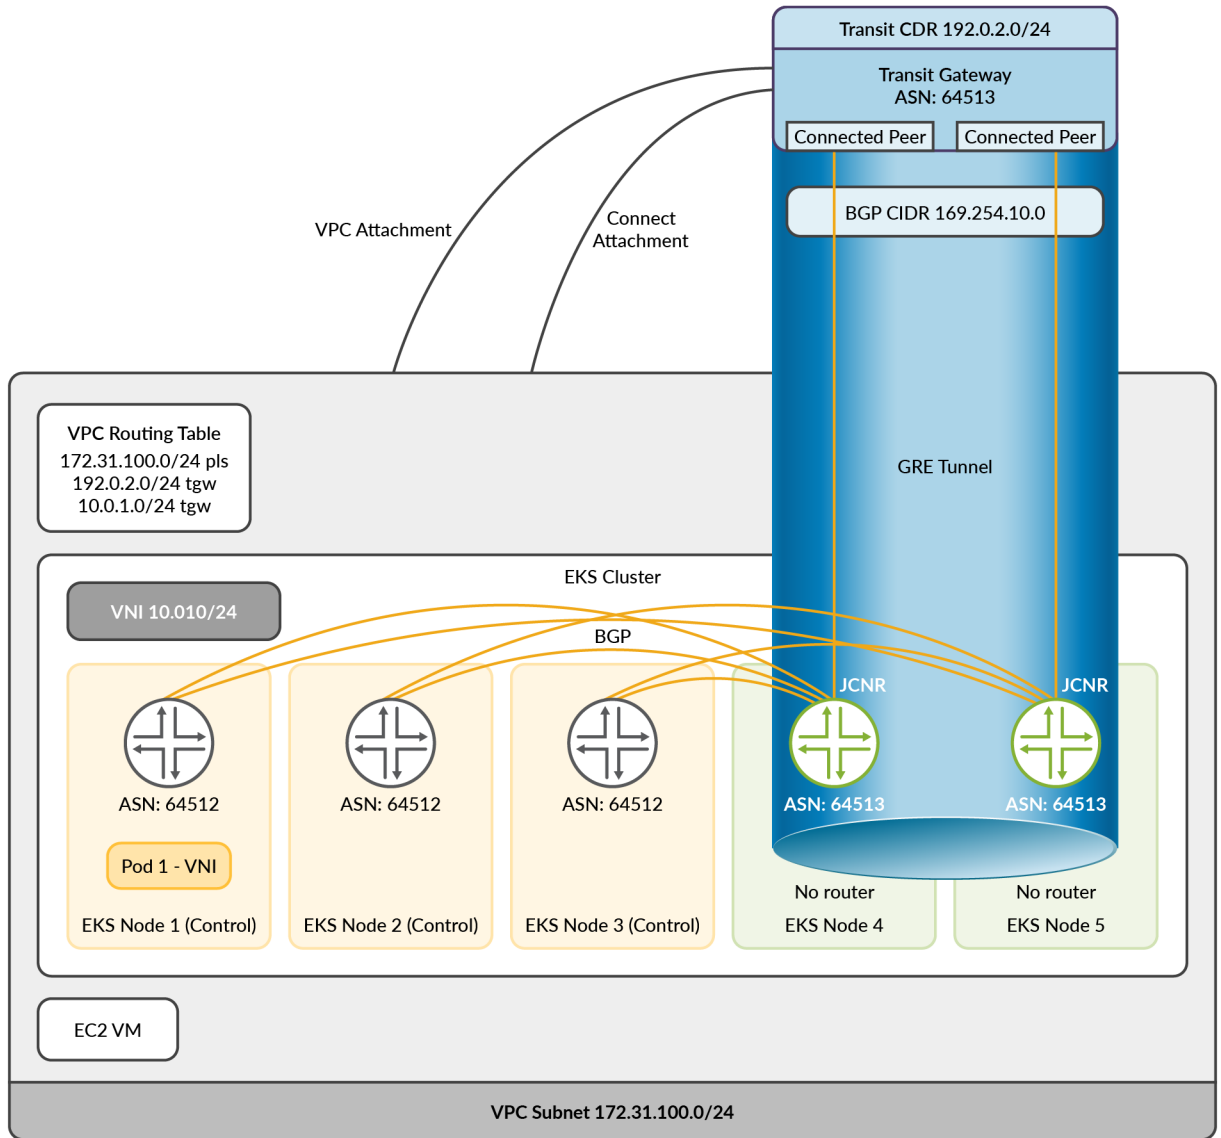 Transit CDR 192.0.2.0/24
Transit Gateway
ASN: 64513
Connected Peer
Connected Peer
BGP CIDR 169.254.10.0
VPC Attachment
Connect
Attachment
VPC Routing Table
172.31.100.0/24 pls
192.0.2.0/24 tgw
10.0.1.0/24 tgw
GRE Tunnel
EKS Cluster
VNI 10.010/24
BGP
JCNR
JCNR
ASN: 64512
ASN: 64512
ASN: 64512
ASN: 64513
ASN: 64513
Pod 1 - VNI
No router
No router
EKS Node 1 (Control)
EKS Node 2 (Control)
EKS Node 3 (Control)
EKS Node 4
EKS Node 5
EC2 VM
VPC Subnet 172.31.100.0/24